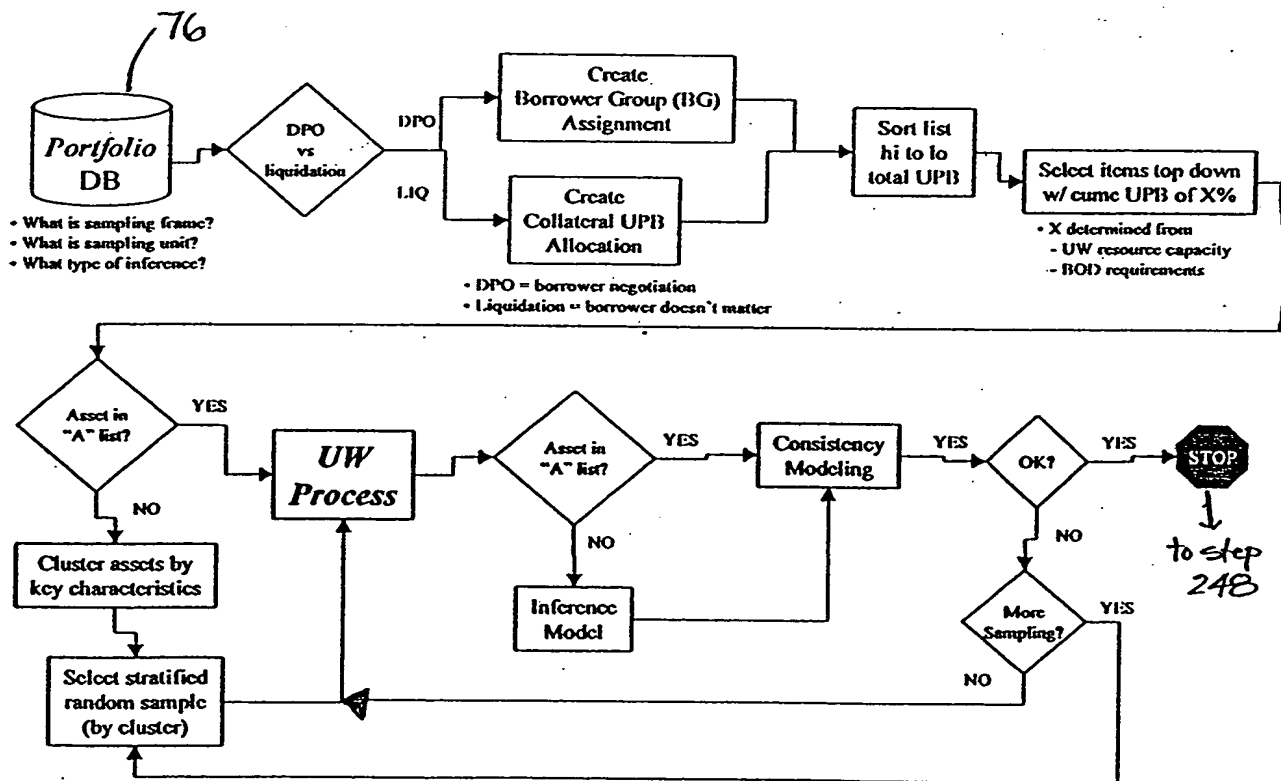 76
Portfolio
DB
• What is sampling frame?
• What is sampling unit?
• What type of inference?
DPO
vs
liquidation
DPO
LIQ
Create
Borrower Group (BG)
Assignment
Create
Collateral UPB
Allocation
• DPO = borrower negotiation
• Liquidation = borrower doesn't matter
Sort list
hi to lo
total UPB
Select items top down
w/ cume UPB of X%
• X determined from
- UW resource capacity
- BOD requirements
Asset in
"A" list?
YES
NO
Cluster assets by
key characteristics
Select stratified
random sample
(by cluster)
UW
Process
Asset in
"A" list?
YES
NO
Inference
Model
Consistency
Modeling
YES
OK?
YES
NO
STOP
to step
248
More
Sampling?
YES
NO